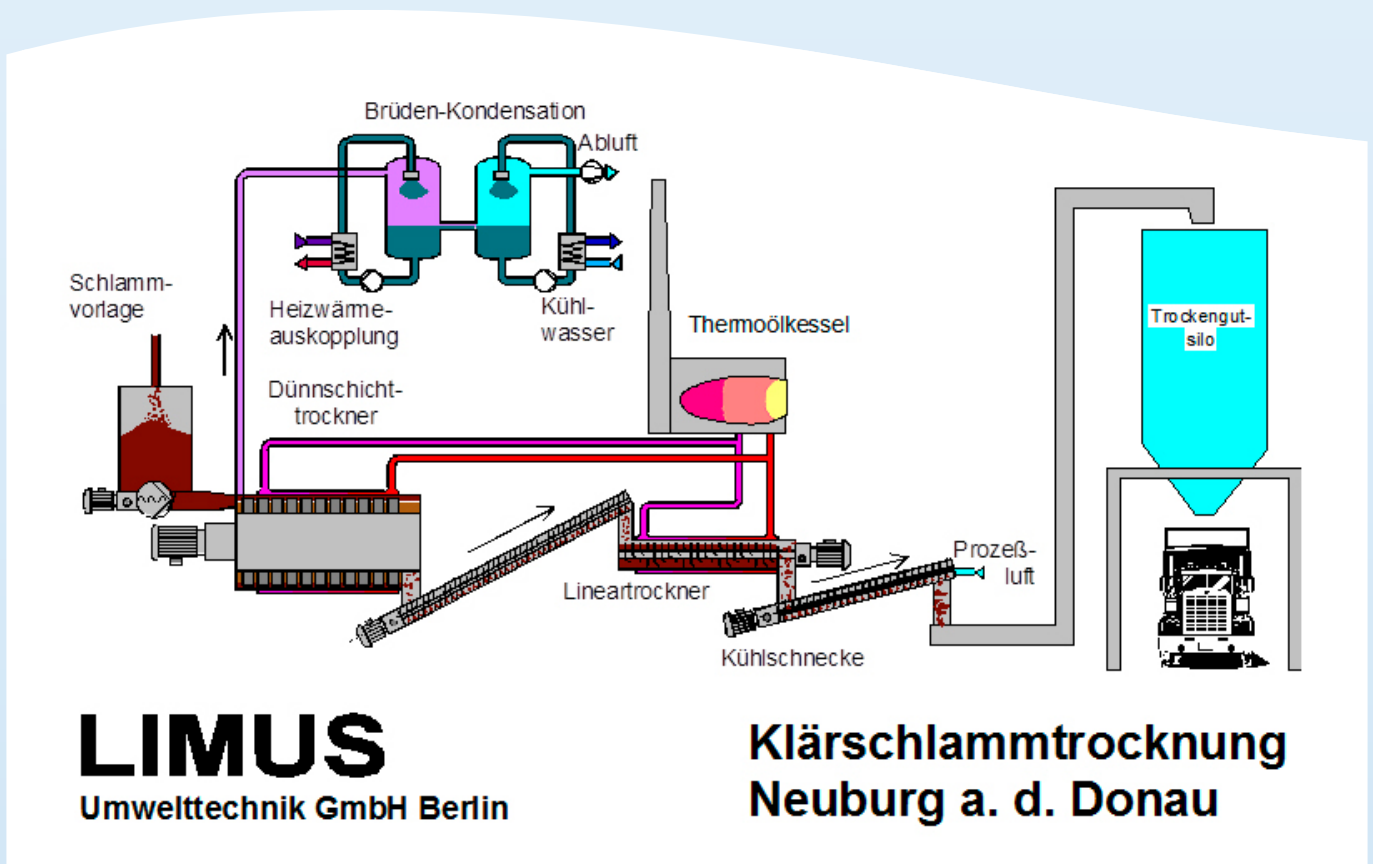 Brüden-Kondensation
Abluft
Schlamm-
vorlage
Heizwärme-
auskopplung
Kühl-
wasser
Thermoölkessel
Trockengut-
silo
Dünnschicht-
trockner
Lineartrockner
Prozeß-
luft
Kühlschnecke
LIMUS
Umwelttechnik GmbH Berlin
Klärschlammtrocknung
Neuburg a. d. Donau